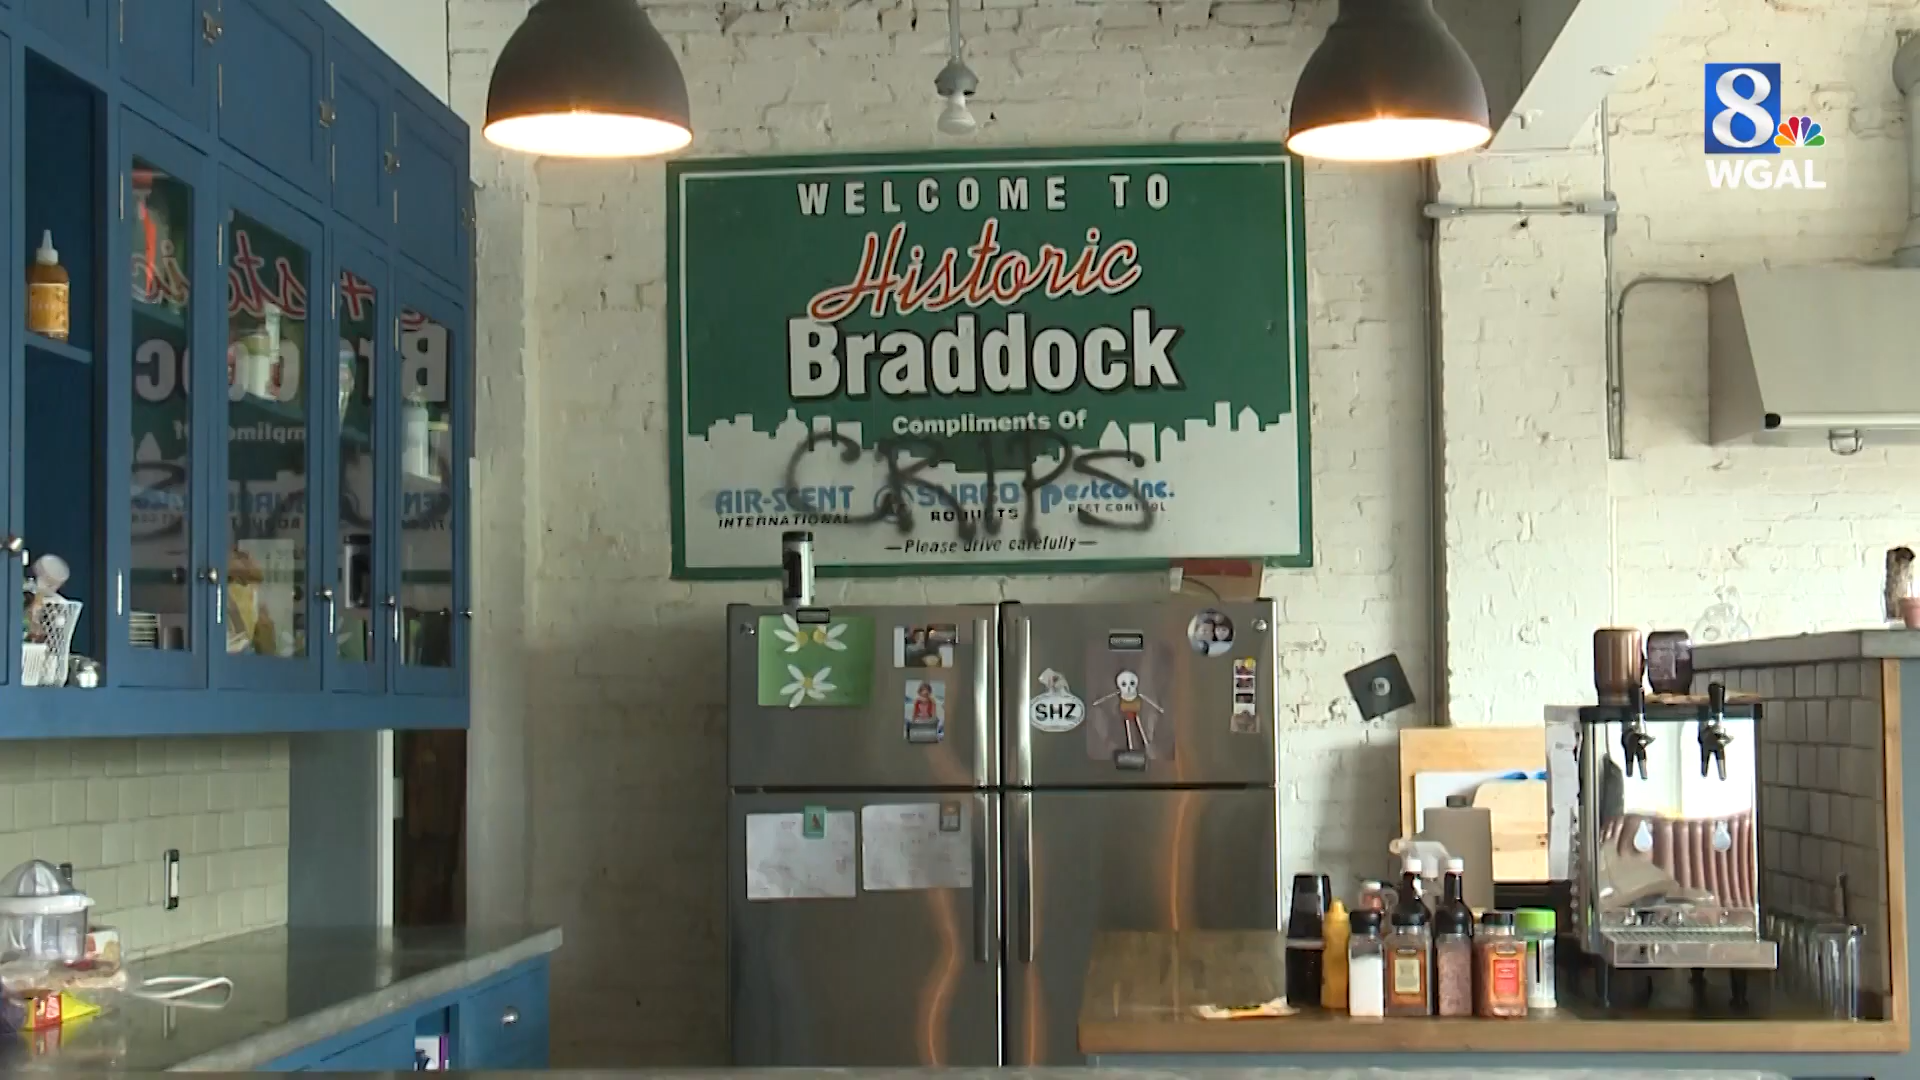 8
WGAL
WELCOME TO
Historic
Braddock
Compliments Of
CRIPS
AIR-SCENT
INTERNATIONAL
SURCO
PRODUCTS
Pestco Inc.
PEST CONTROL
—Please drive carefully—
SHZ